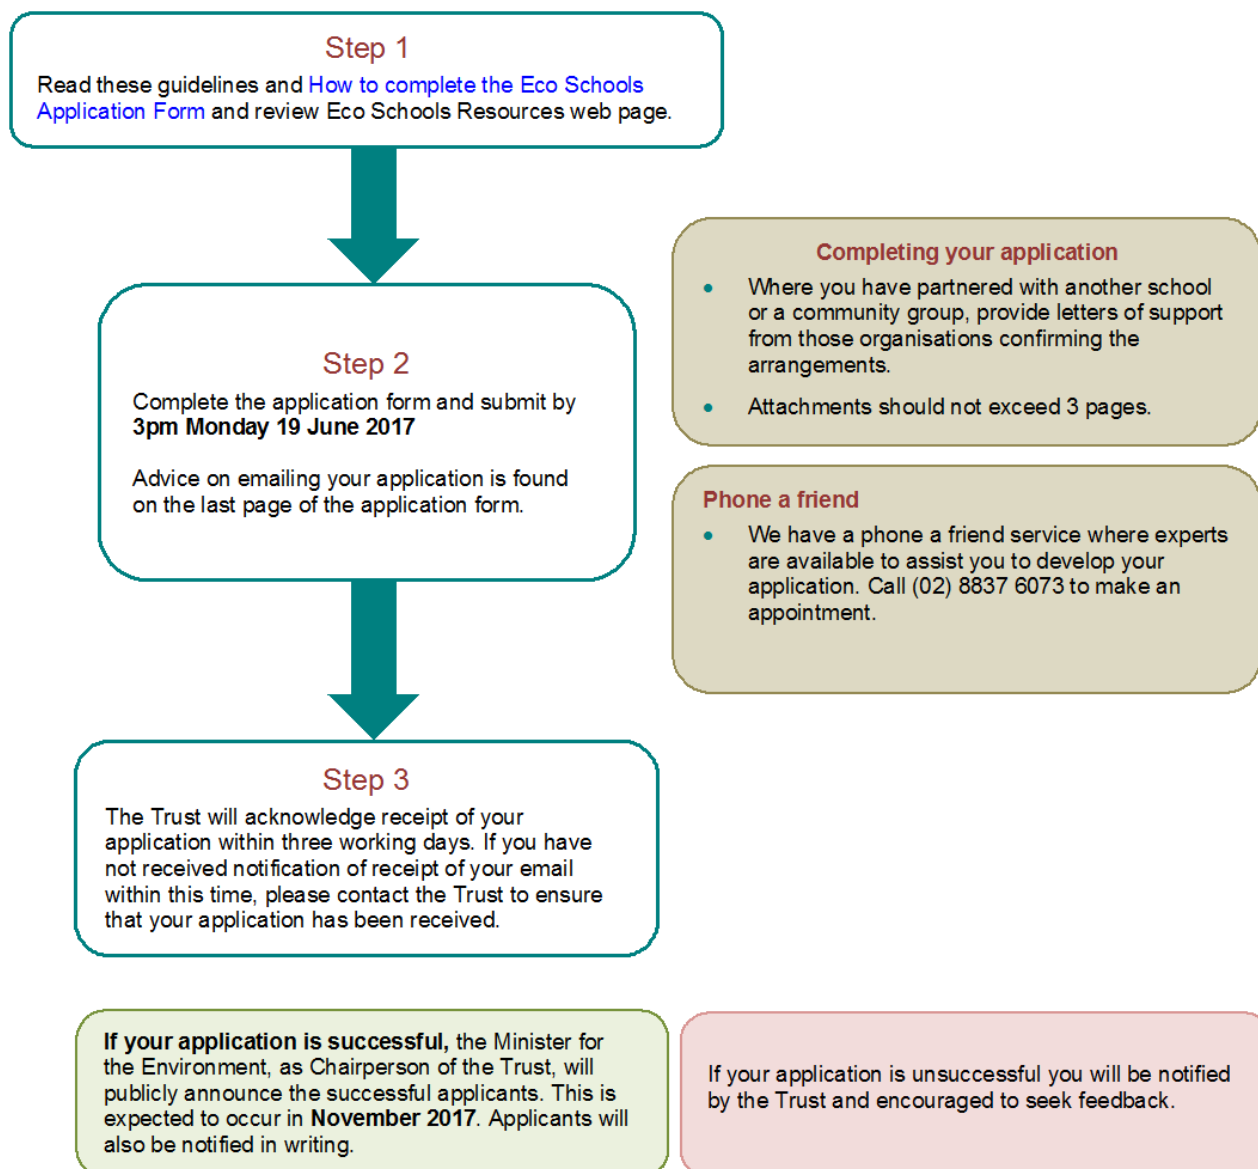 Step 1
Read these guidelines and How to complete the Eco Schools
Application Form and review Eco Schools Resources web page.
Completing your application
• Where you have partnered with another school
or a community group, provide letters of support
from those organisations confirming the
arrangements.
• Attachments should not exceed 3 pages.
Step 2
Complete the application form and submit by
3pm Monday 19 June 2017
Advice on emailing your application is found
on the last page of the application form.
Phone a friend
• We have a phone a friend service where experts
are available to assist you to develop your
application. Call (02) 8837 6073 to make an
appointment.
Step 3
The Trust will acknowledge receipt of your
application within three working days. If you have
not received notification of receipt of your email
within this time, please contact the Trust to ensure
that your application has been received.
If your application is successful, the Minister for
the Environment, as Chairperson of the Trust, will
publicly announce the successful applicants. This is
expected to occur in November 2017. Applicants will
also be notified in writing.
If your application is unsuccessful you will be notified
by the Trust and encouraged to seek feedback.